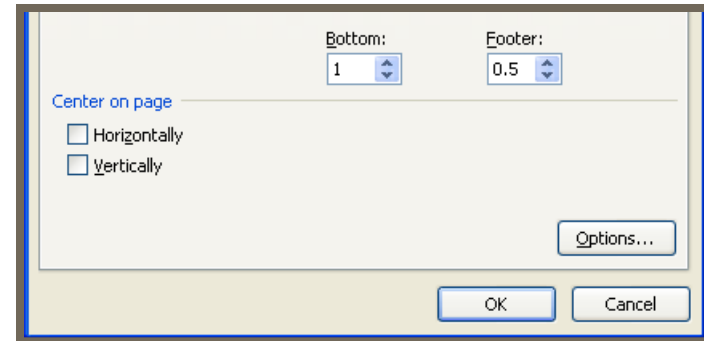 Bottom: Footer:
1 0.5
Center on page
Horizontally
Vertically
Options...
OK Cancel